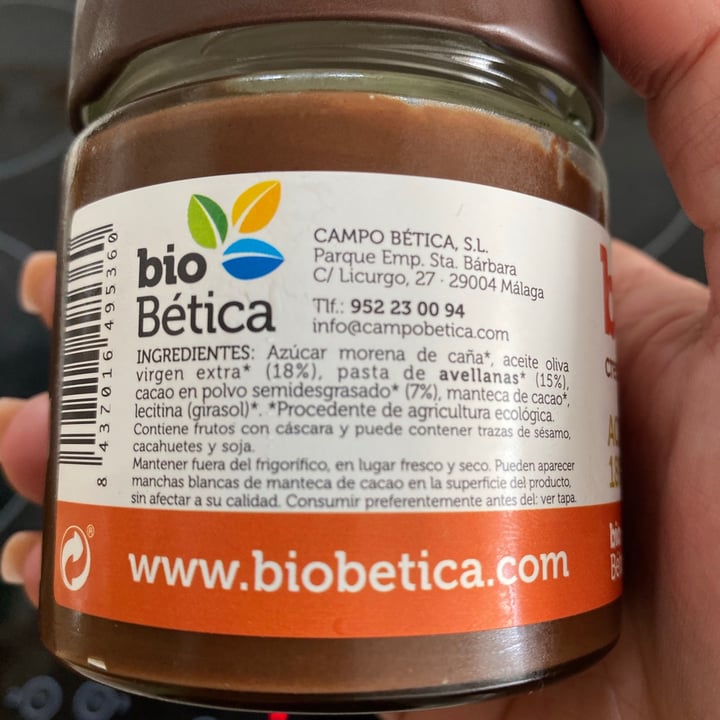 bio
Bética
CAMPO BÉTICA, S.L.
Parque Emp. Sta. Bárbara
C/ Licurgo, 27 · 29004 Málaga
Tlf.: 952 23 00 94
info@campobetica.com
INGREDIENTES: Azúcar morena de caña*, aceite oliva
virgen extra* (18%), pasta de avellanas* (15%),
cacao en polvo semidesgrasado* (7%), manteca de cacao*,
lecitina (girasol)*. *Procedente de agricultura ecológica.
Contiene frutos con cáscara y puede contener trazas de sésamo,
cacahuetes y soja.
Mantener fuera del frigorífico, en lugar fresco y seco. Pueden aparecer
manchas blancas de manteca de cacao en la superficie del producto,
sin afectar a su calidad. Consumir preferentemente antes del: ver tapa.
8 437016 495360
®
www.biobetica.com